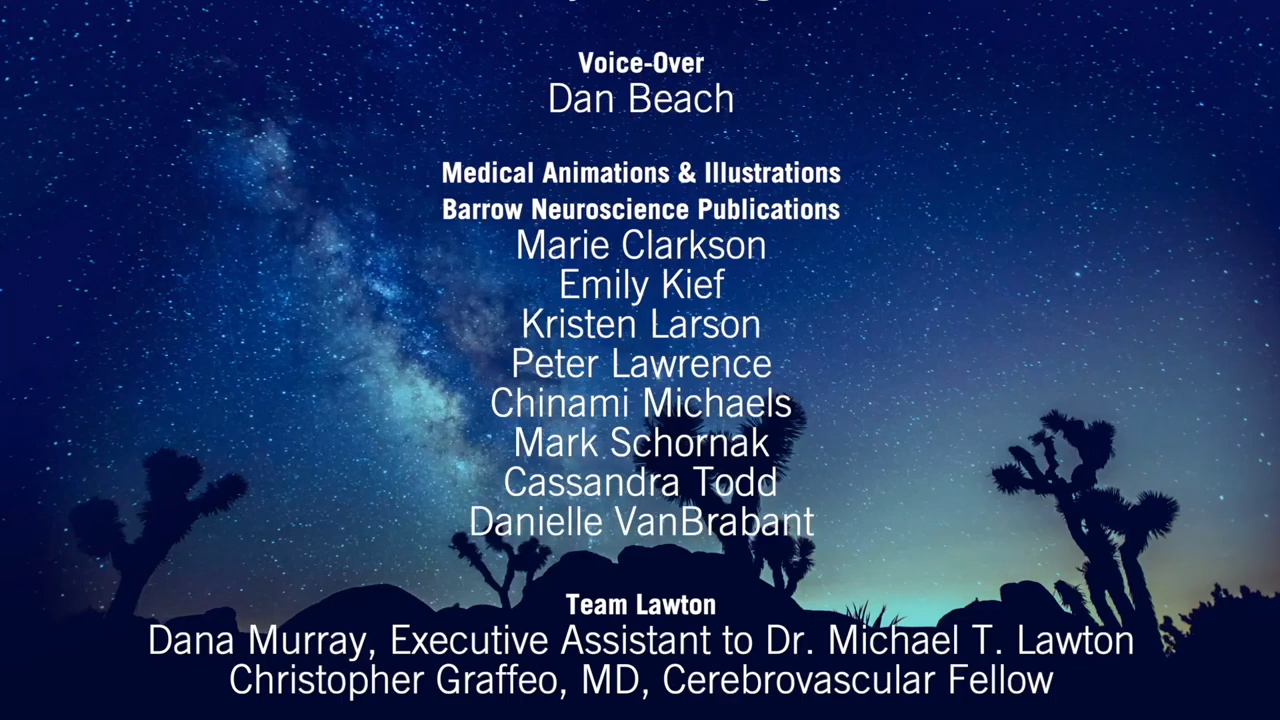 Voice-Over
Dan Beach
Medical Animations & Illustrations
Barrow Neuroscience Publications
Marie Clarkson
Emily Kief
Kristen Larson
Peter Lawrence
Chinami Michaels
Mark Schornak
Cassandra Todd
Danielle VanBrabant
Team Lawton
Dana Murray, Executive Assistant to Dr. Michael T. Lawton
Christopher Graffeo, MD, Cerebrovascular Fellow